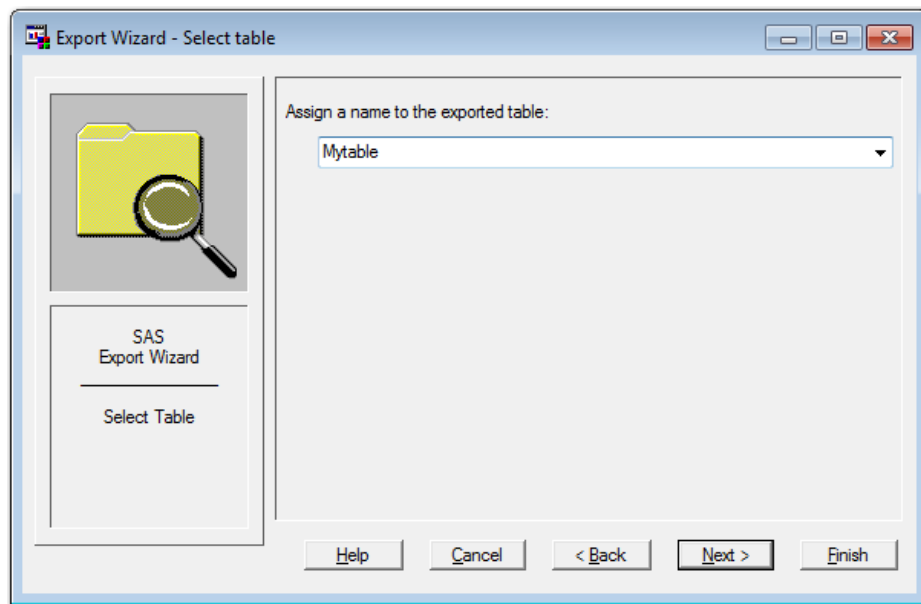 Export Wizard - Select table
Assign a name to the exported table:
Mytable
SAS
Export Wizard
Select Table
Help
Cancel
< Back
Next >
Finish